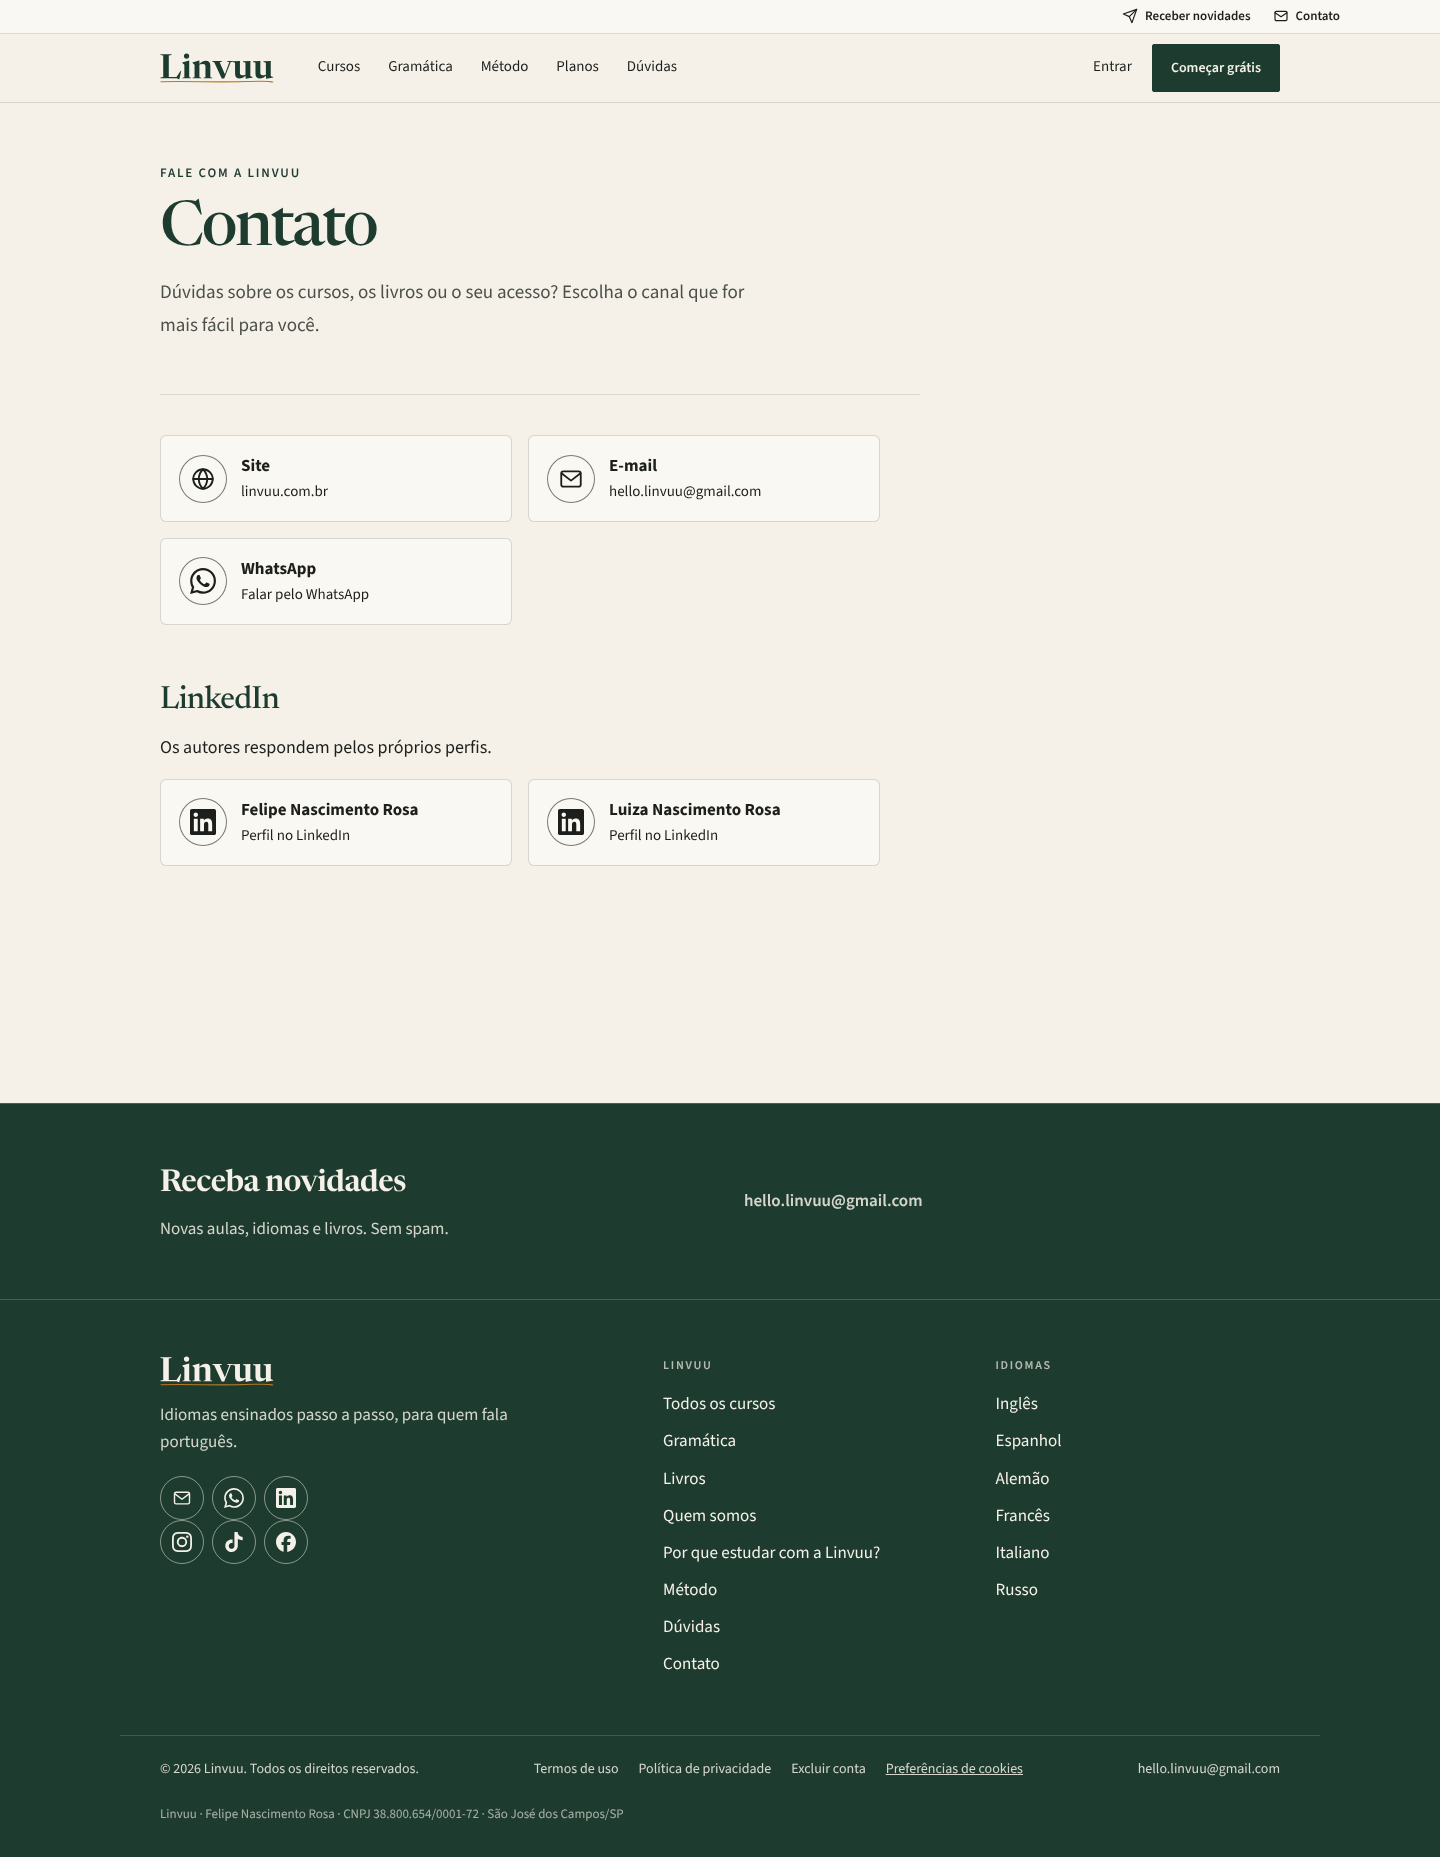 Receber novidades
Contato
Linvuu
Cursos
Gramática
Método
Planos
Dúvidas
Entrar
Começar grátis
FALE COM A LINVUU
Contato
Dúvidas sobre os cursos, os livros ou o seu acesso? Escolha o canal que for
mais fácil para você.
Site
linvuu.com.br
E-mail
hello.linvuu@gmail.com
WhatsApp
Falar pelo WhatsApp
LinkedIn
Os autores respondem pelos próprios perfis.
Felipe Nascimento Rosa
Perfil no LinkedIn
Luiza Nascimento Rosa
Perfil no LinkedIn
Receba novidades
Novas aulas, idiomas e livros. Sem spam.
hello.linvuu@gmail.com
Linvuu
Idiomas ensinados passo a passo, para quem fala
português.
LINVUU
Todos os cursos
Gramática
Livros
Quem somos
Por que estudar com a Linvuu?
Método
Dúvidas
Contato
IDIOMAS
Inglês
Espanhol
Alemão
Francês
Italiano
Russo
© 2026 Linvuu. Todos os direitos reservados.
Termos de uso
Política de privacidade
Excluir conta
Preferências de cookies
hello.linvuu@gmail.com
Linvuu · Felipe Nascimento Rosa · CNPJ 38.800.654/0001-72 · São José dos Campos/SP